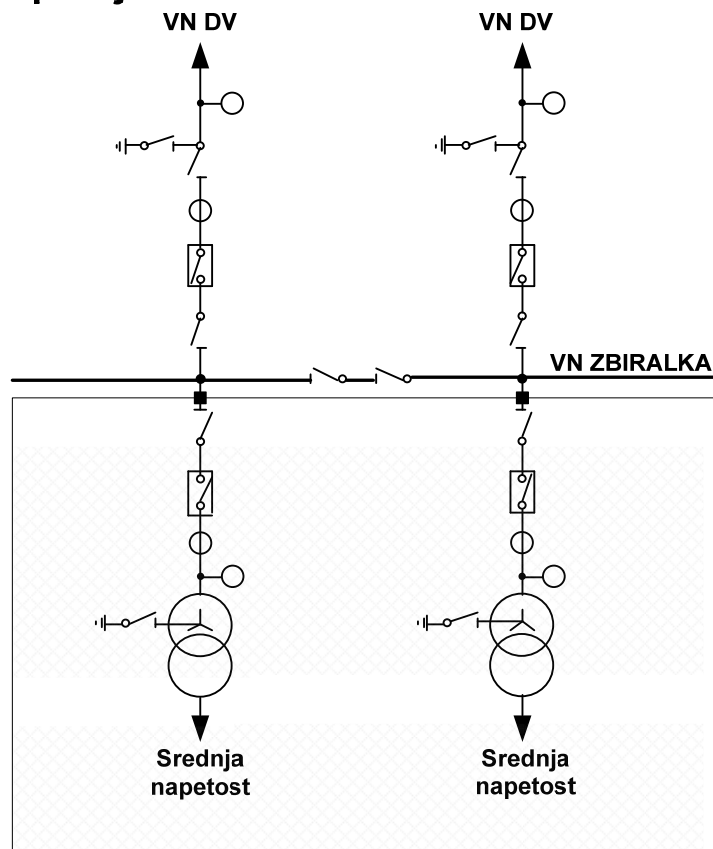 VN DV
VN DV
VN ZBIRALKA
Srednja
napetost
Srednja
napetost